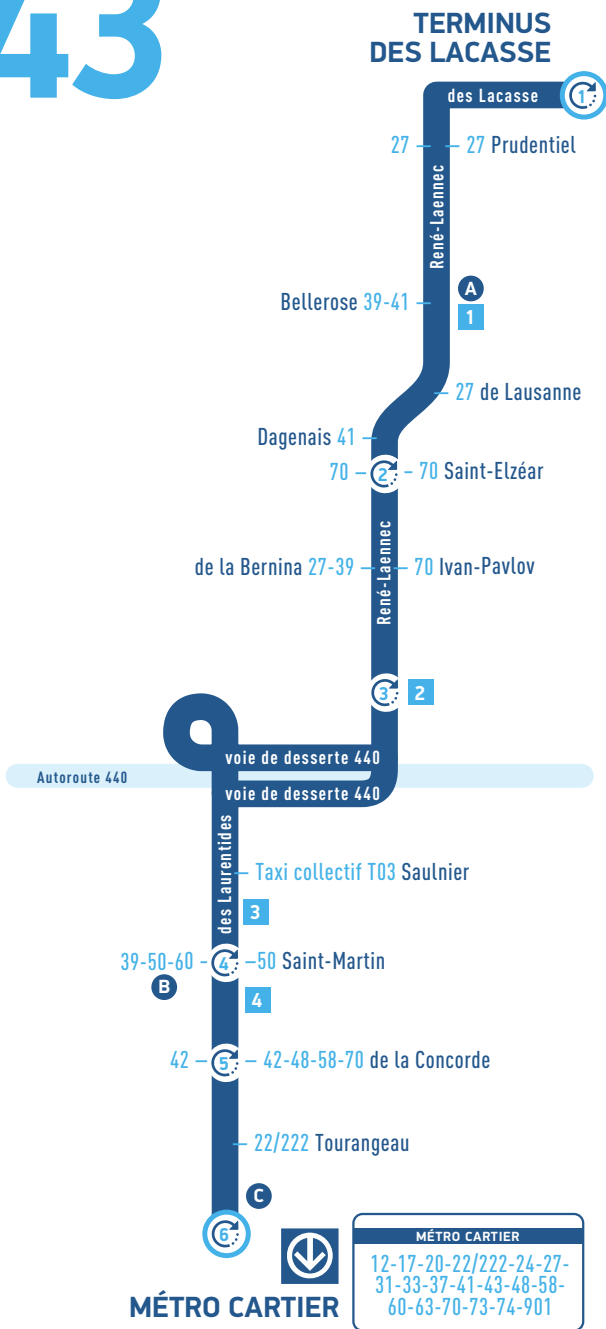 43
TERMINUS
DES LACASSE
des Lacasse 1
27 27 Prudentiel
René-Laennec
Bellerose 39-41 A
1
27 de Lausanne
Dagenais 41
70 2 70 Saint-Elzéar
de la Bernina 27-39 70 Ivan-Pavlov
René-Laennec
3 2
voie de desserte 440
Autoroute 440
voie de desserte 440
des Laurentides
Taxi collectif T03 Saulnier
3
39-50-60 4 50 Saint-Martin
B
4
42 5 42-48-58-70 de la Concorde
22/222 Tourangeau
C
6
MÉTRO CARTIER
MÉTRO CARTIER
12-17-20-22/222-24-27-
31-33-37-41-43-48-58-
60-63-70-73-74-901